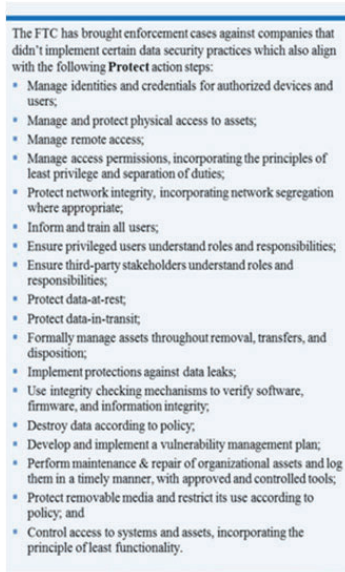 The FTC has brought enforcement cases against companies that
didn't implement certain data security practices which also align
with the following Protect action steps:
▪ Manage identities and credentials for authorized devices and
users;
▪ Manage and protect physical access to assets;
▪ Manage remote access;
▪ Manage access permissions, incorporating the principles of
least privilege and separation of duties;
▪ Protect network integrity, incorporating network segregation
where appropriate;
▪ Inform and train all users;
▪ Ensure privileged users understand roles and responsibilities;
▪ Ensure third-party stakeholders understand roles and
responsibilities;
▪ Protect data-at-rest;
▪ Protect data-in-transit;
▪ Formally manage assets throughout removal, transfers, and
disposition;
▪ Implement protections against data leaks;
▪ Use integrity checking mechanisms to verify software,
firmware, and information integrity;
▪ Destroy data according to policy;
▪ Develop and implement a vulnerability management plan;
▪ Perform maintenance & repair of organizational assets and log
them in a timely manner, with approved and controlled tools;
▪ Protect removable media and restrict its use according to
policy; and
▪ Control access to systems and assets, incorporating the
principle of least functionality.